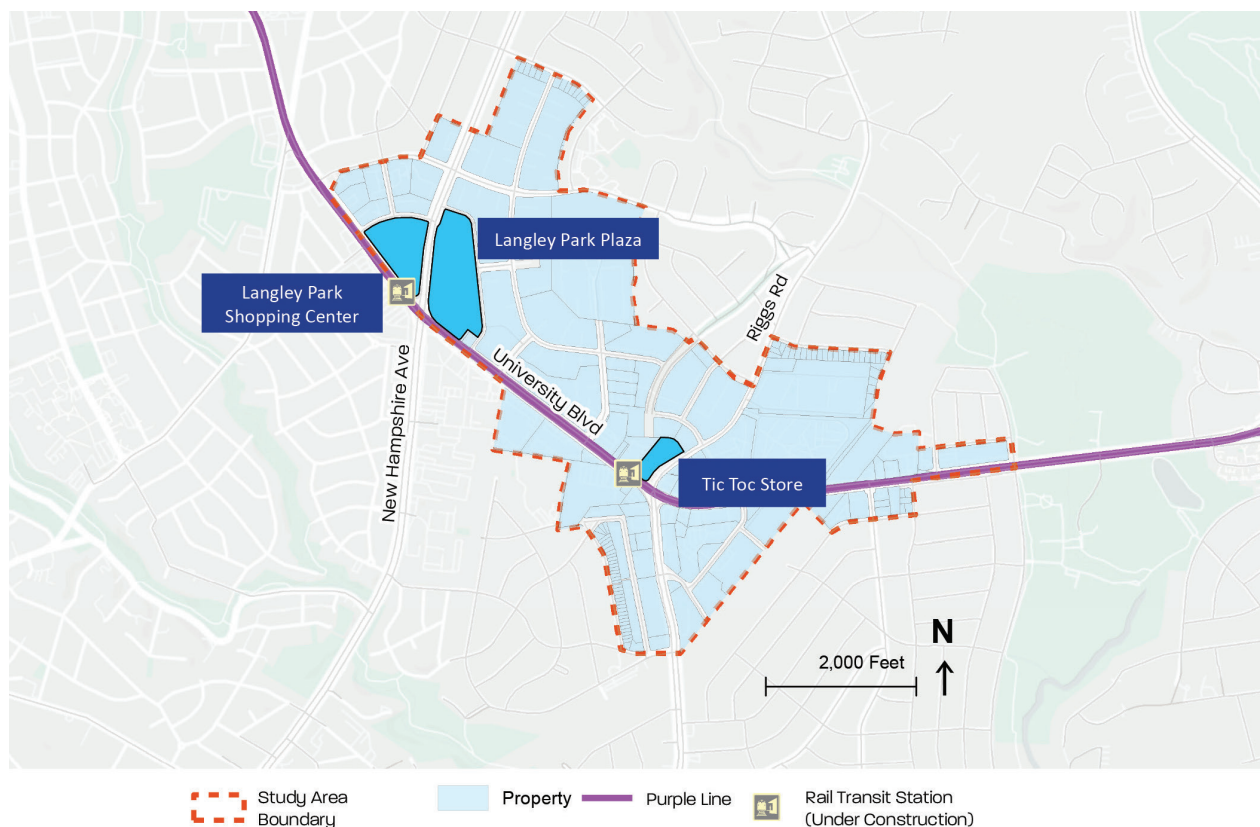 Langley Park Plaza
Langley Park
Shopping Center
Riggs Rd
University Blvd
New Hampshire Ave
Tic Toc Store
N
2,000 Feet
Study Area
Boundary
Property
Purple Line
Rail Transit Station
(Under Construction)